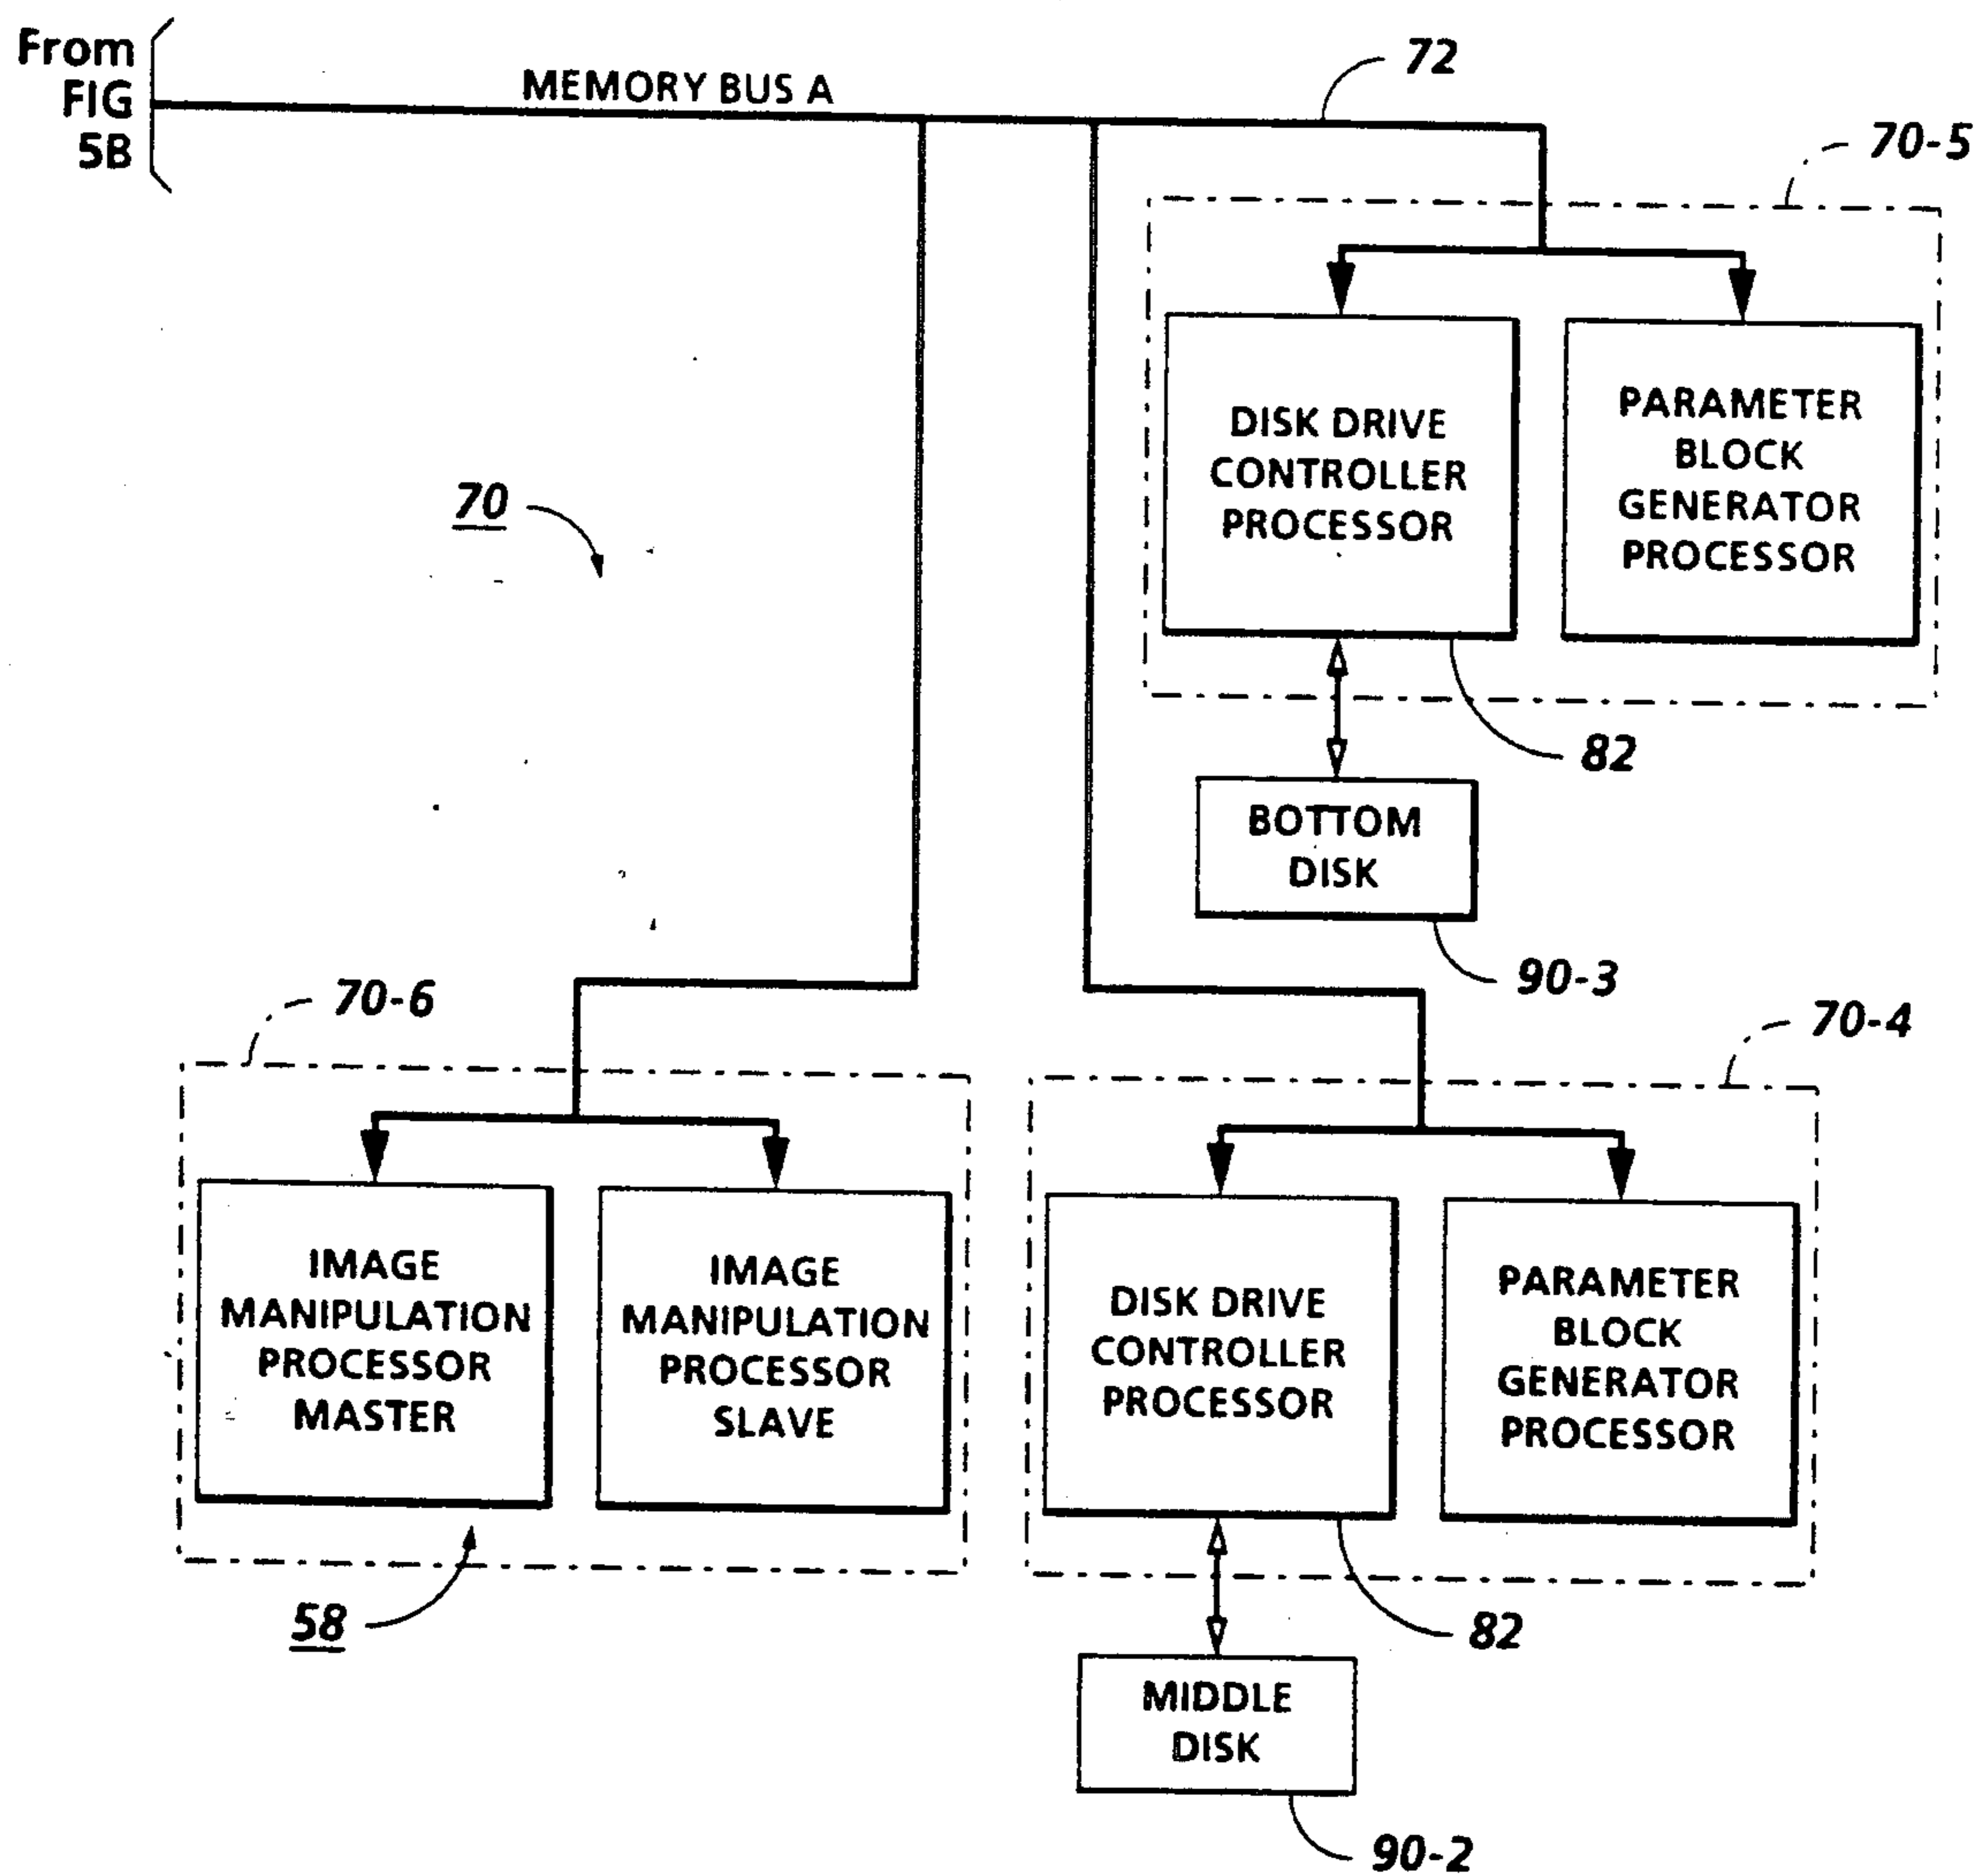 From
FIG
5B
MEMORY BUS A
72
70-5
DISK DRIVE
CONTROLLER
PROCESSOR
PARAMETER
BLOCK
GENERATOR
PROCESSOR
70
82
BOTTOM
DISK
90-3
70-6
70-4
IMAGE
MANIPULATION
PROCESSOR
MASTER
IMAGE
MANIPULATION
PROCESSOR
SLAVE
DISK DRIVE
CONTROLLER
PROCESSOR
PARAMETER
BLOCK
GENERATOR
PROCESSOR
58
82
MIDDLE
DISK
90-2